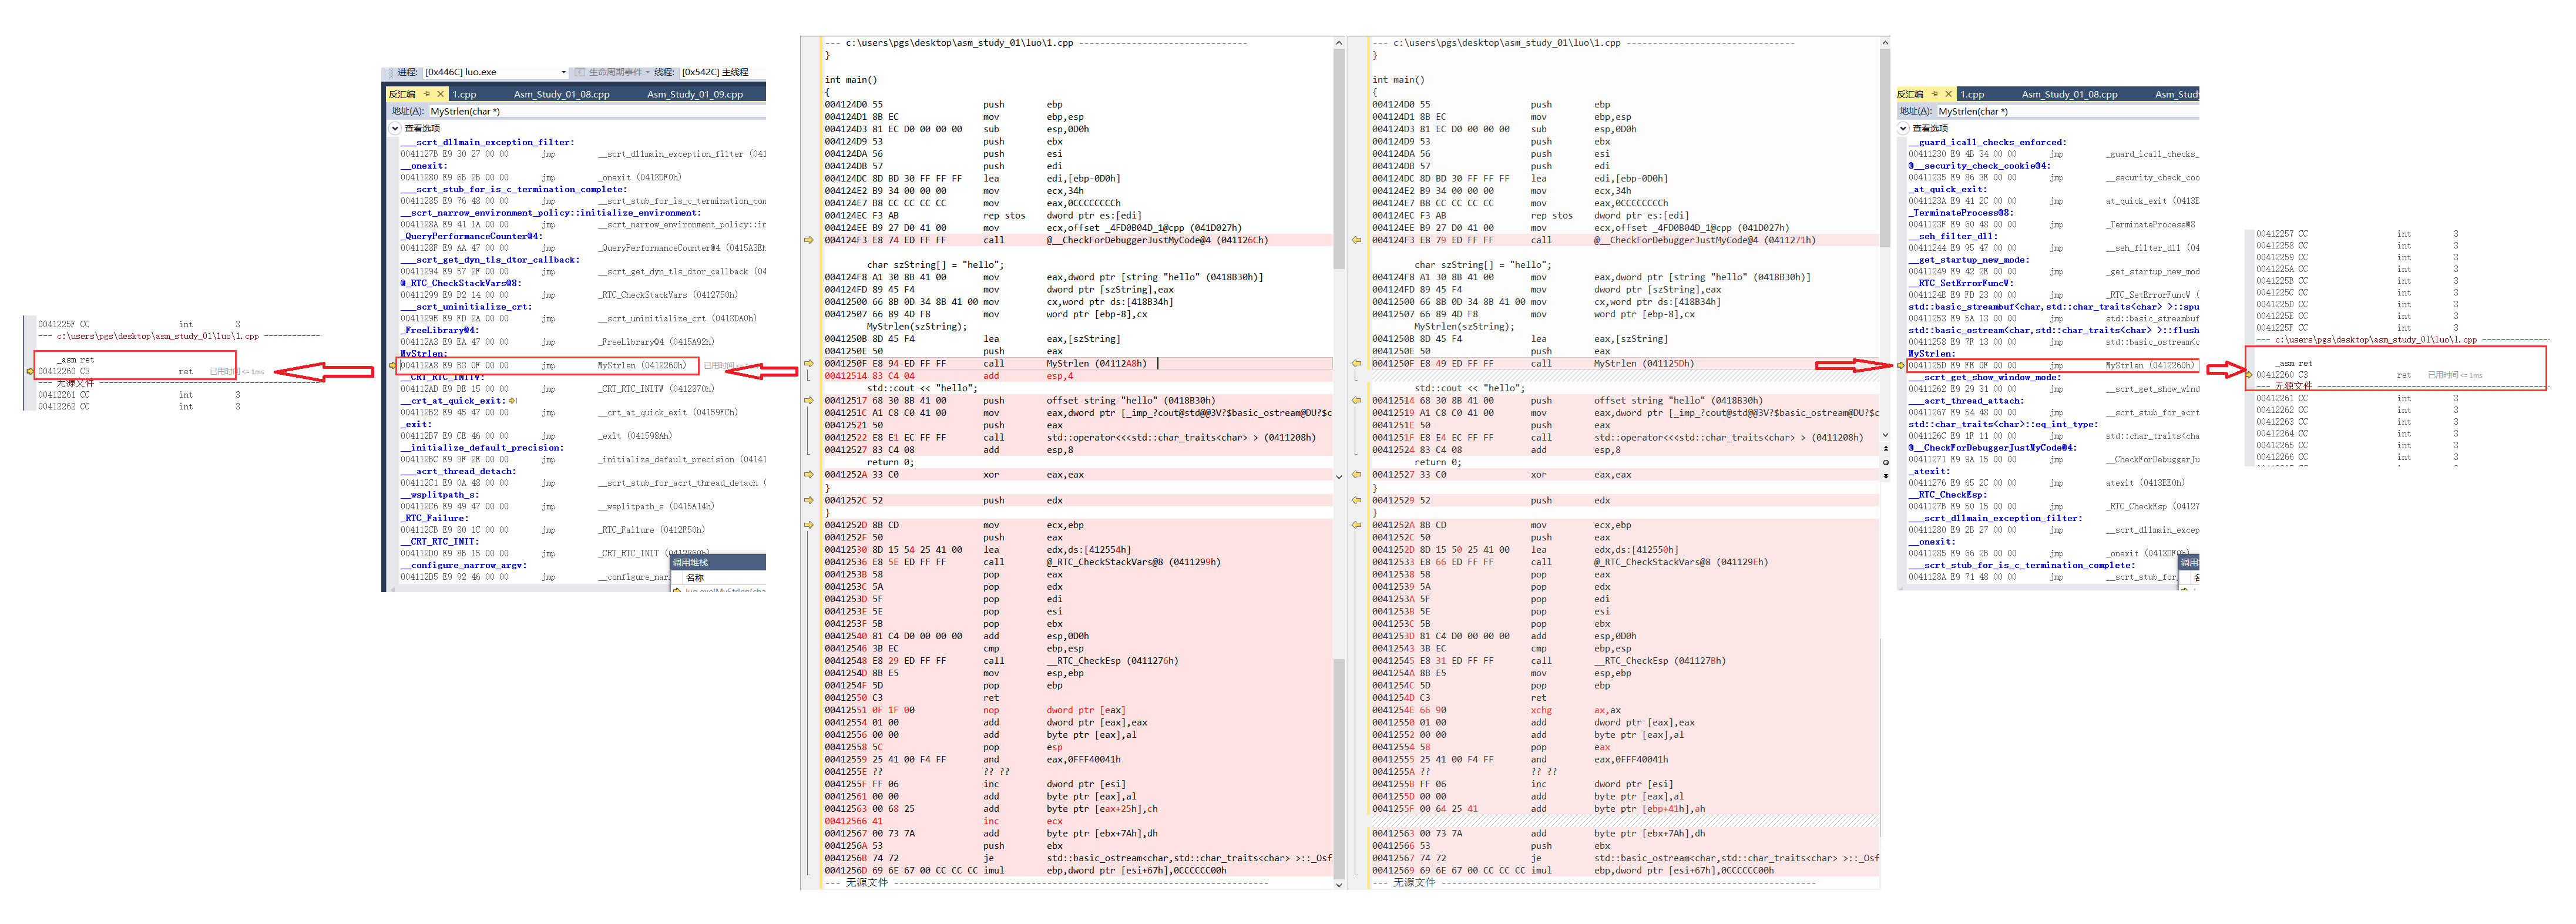 0041225F CC int 3
--- c:\users\pgs\desktop\asm_study_01\luo\1.cpp ---------------
_asm ret
00412260 C3 ret 已用时间 <= 1ms
--- 无源文件 ---------------
00412261 CC int 3
00412262 CC int 3
进程: [0x446C] luo.exe 生命周期事件 线程: [0x542C] 主线程
反汇编 1.cpp Asm_Study_01_08.cpp Asm_Study_01_09.cpp
地址(A): MyStrlen(char *)
查看选项
___scrt_dllmain_exception_filter:
0041127B E9 30 27 00 00 jmp __scrt_dllmain_exception_filter (041
__onexit:
00411280 E9 6B 2B 00 00 jmp _onexit (0413DF0h)
___scrt_stub_for_is_c_termination_complete:
00411285 E9 76 48 00 00 jmp __scrt_stub_for_is_c_termination_com
__scrt_narrow_environment_policy::initialize_environment:
0041128A E9 41 1A 00 00 jmp __scrt_narrow_environment_policy::in
_QueryPerformanceCounter@4:
0041128F E9 AA 47 00 00 jmp _QueryPerformanceCounter@4 (0415A3Eh
___scrt_get_dyn_tls_dtor_callback:
00411294 E9 57 2F 00 00 jmp __scrt_get_dyn_tls_dtor_callback (04
@_RTC_CheckStackVars@8:
00411299 E9 B2 14 00 00 jmp _RTC_CheckStackVars (0412750h)
___scrt_uninitialize_crt:
0041129E E9 FD 2A 00 00 jmp __scrt_uninitialize_crt (0413DA0h)
_FreeLibrary@4:
004112A3 E9 EA 47 00 00 jmp _FreeLibrary@4 (0415A92h)
MyStrlen:
004112A8 E9 B3 0F 00 00 jmp MyStrlen (0412260h) 已用时间
__CRT_RTC_INITW:
004112AD E9 BE 15 00 00 jmp _CRT_RTC_INITW (0412870h)
__crt_at_quick_exit:
004112B2 E9 45 47 00 00 jmp __crt_at_quick_exit (04159FCh)
_exit:
004112B7 E9 CE 46 00 00 jmp _exit (041598Ah)
__initialize_default_precision:
004112BC E9 3F 2E 00 00 jmp _initialize_default_precision (0414
___acrt_thread_detach:
004112C1 E9 0A 48 00 00 jmp __scrt_stub_for_acrt_thread_detach (
__wsplitpath_s:
004112C6 E9 49 47 00 00 jmp __wsplitpath_s (0415A14h)
_RTC_Failure:
004112CB E9 80 1C 00 00 jmp _RTC_Failure (0412F50h)
__CRT_RTC_INIT:
004112D0 E9 8B 15 00 00 jmp _CRT_RTC_INIT (0412860h)
__configure_narrow_argv:
004112D5 E9 92 46 00 00 jmp __configure_nar
调用堆栈
名称
luo.exe!MyStrlen(cha
--- c:\users\pgs\desktop\asm_study_01\luo\1.cpp -------------------------------
}
int main()
{
004124D0 55 push ebp
004124D1 8B EC mov ebp,esp
004124D3 81 EC D0 00 00 00 sub esp,0D0h
004124D9 53 push ebx
004124DA 56 push esi
004124DB 57 push edi
004124DC 8D BD 30 FF FF FF lea edi,[ebp-0D0h]
004124E2 B9 34 00 00 00 mov ecx,34h
004124E7 B8 CC CC CC CC mov eax,0CCCCCCCCh
004124EC F3 AB rep stos dword ptr es:[edi]
004124EE B9 27 D0 41 00 mov ecx,offset _4FD0B04D_1@cpp (041D027h)
004124F3 E8 74 ED FF FF call @__CheckForDebuggerJustMyCode@4 (041126Ch)
char szString[] = "hello";
004124F8 A1 30 8B 41 00 mov eax,dword ptr [string "hello" (0418B30h)]
004124FD 89 45 F4 mov dword ptr [szString],eax
00412500 66 8B 0D 34 8B 41 00 mov cx,word ptr ds:[418B34h]
00412507 66 89 4D F8 mov word ptr [ebp-8],cx
MyStrlen(szString);
0041250B 8D 45 F4 lea eax,[szString]
0041250E 50 push eax
0041250F E8 94 ED FF FF call MyStrlen (04112A8h)
00412514 83 C4 04 add esp,4
std::cout << "hello";
00412517 68 30 8B 41 00 push offset string "hello" (0418B30h)
0041251C A1 C8 C0 41 00 mov eax,dword ptr [_imp_?cout@std@@3V?$basic_ostream@DU?$c
00412521 50 push eax
00412522 E8 E1 EC FF FF call std::operator<<<std::char_traits<char> > (0411208h)
00412527 83 C4 08 add esp,8
return 0;
0041252A 33 C0 xor eax,eax
}
0041252C 52 push edx
}
0041252D 8B CD mov ecx,ebp
0041252F 50 push eax
00412530 8D 15 54 25 41 00 lea edx,ds:[412554h]
00412536 E8 5E ED FF FF call @_RTC_CheckStackVars@8 (0411299h)
0041253B 58 pop eax
0041253C 5A pop edx
0041253D 5F pop edi
0041253E 5E pop esi
0041253F 5B pop ebx
00412540 81 C4 D0 00 00 00 add esp,0D0h
00412546 3B EC cmp ebp,esp
00412548 E8 29 ED FF FF call __RTC_CheckEsp (0411276h)
0041254D 8B E5 mov esp,ebp
0041254F 5D pop ebp
00412550 C3 ret
00412551 0F 1F 00 nop dword ptr [eax]
00412554 01 00 add dword ptr [eax],eax
00412556 00 00 add byte ptr [eax],al
00412558 5C pop esp
00412559 25 41 00 F4 FF and eax,0FFF40041h
0041255E ?? ?? ??
0041255F FF 06 inc dword ptr [esi]
00412561 00 00 add byte ptr [eax],al
00412563 00 68 25 add byte ptr [eax+25h],ch
00412566 41 inc ecx
00412567 00 73 7A add byte ptr [ebx+7Ah],dh
0041256A 53 push ebx
0041256B 74 72 je std::basic_ostream<char,std::char_traits<char> >::_Osf
0041256D 69 6E 67 00 CC CC CC imul ebp,dword ptr [esi+67h],0CCCCCC00h
--- 无源文件 ----------------------------------------------------------------------
--- c:\users\pgs\desktop\asm_study_01\luo\1.cpp -------------------------------
}
int main()
{
004124D0 55 push ebp
004124D1 8B EC mov ebp,esp
004124D3 81 EC D0 00 00 00 sub esp,0D0h
004124D9 53 push ebx
004124DA 56 push esi
004124DB 57 push edi
004124DC 8D BD 30 FF FF FF lea edi,[ebp-0D0h]
004124E2 B9 34 00 00 00 mov ecx,34h
004124E7 B8 CC CC CC CC mov eax,0CCCCCCCCh
004124EC F3 AB rep stos dword ptr es:[edi]
004124EE B9 27 D0 41 00 mov ecx,offset _4FD0B04D_1@cpp (041D027h)
004124F3 E8 79 ED FF FF call @__CheckForDebuggerJustMyCode@4 (0411271h)
char szString[] = "hello";
004124F8 A1 30 8B 41 00 mov eax,dword ptr [string "hello" (0418B30h)]
004124FD 89 45 F4 mov dword ptr [szString],eax
00412500 66 8B 0D 34 8B 41 00 mov cx,word ptr ds:[418B34h]
00412507 66 89 4D F8 mov word ptr [ebp-8],cx
MyStrlen(szString);
0041250B 8D 45 F4 lea eax,[szString]
0041250E 50 push eax
0041250F E8 49 ED FF FF call MyStrlen (041125Dh)
std::cout << "hello";
00412514 68 30 8B 41 00 push offset string "hello" (0418B30h)
00412519 A1 C8 C0 41 00 mov eax,dword ptr [_imp_?cout@std@@3V?$basic_ostream@DU?$c
0041251E 50 push eax
0041251F E8 E4 EC FF FF call std::operator<<<std::char_traits<char> > (0411208h)
00412524 83 C4 08 add esp,8
return 0;
00412527 33 C0 xor eax,eax
}
00412529 52 push edx
}
0041252A 8B CD mov ecx,ebp
0041252C 50 push eax
0041252D 8D 15 50 25 41 00 lea edx,ds:[412550h]
00412533 E8 66 ED FF FF call @_RTC_CheckStackVars@8 (041129Eh)
00412538 58 pop eax
00412539 5A pop edx
0041253A 5F pop edi
0041253B 5E pop esi
0041253C 5B pop ebx
0041253D 81 C4 D0 00 00 00 add esp,0D0h
00412543 3B EC cmp ebp,esp
00412545 E8 31 ED FF FF call __RTC_CheckEsp (041127Bh)
0041254A 8B E5 mov esp,ebp
0041254C 5D pop ebp
0041254D C3 ret
0041254E 66 90 xchg ax,ax
00412550 01 00 add dword ptr [eax],eax
00412552 00 00 add byte ptr [eax],al
00412554 58 pop eax
00412555 25 41 00 F4 FF and eax,0FFF40041h
0041255A ?? ?? ??
0041255B FF 06 inc dword ptr [esi]
0041255D 00 00 add byte ptr [eax],al
0041255F 00 64 25 41 add byte ptr [ebp+41h],ah
00412563 00 73 7A add byte ptr [ebx+7Ah],dh
00412566 53 push ebx
00412567 74 72 je std::basic_ostream<char,std::char_traits<char> >::_Osf
00412569 69 6E 67 00 CC CC CC imul ebp,dword ptr [esi+67h],0CCCCCC00h
--- 无源文件 ----------------------------------------------------------------------
反汇编 1.cpp Asm_Study_01_08.cpp Asm_Study
地址(A): MyStrlen(char *)
查看选项
__guard_icall_checks_enforced:
00411230 E9 4B 34 00 00 jmp _guard_icall_checks_
@__security_check_cookie@4:
00411235 E9 86 3E 00 00 jmp __security_check_coo
_at_quick_exit:
0041123A E9 41 2C 00 00 jmp at_quick_exit (0413E
_TerminateProcess@8:
0041123F E9 60 48 00 00 jmp _TerminateProcess@8
__seh_filter_dll:
00411244 E9 95 47 00 00 jmp __seh_filter_dll (04
__get_startup_new_mode:
00411249 E9 42 2E 00 00 jmp _get_startup_new_mod
__RTC_SetErrorFuncW:
0041124E E9 FD 23 00 00 jmp _RTC_SetErrorFuncW (
std::basic_streambuf<char,std::char_traits<char> >::spu
00411253 E9 5A 13 00 00 jmp std::basic_streambuf
std::basic_ostream<char,std::char_traits<char> >::flush
00411258 E9 7F 13 00 00 jmp std::basic_ostream<c
MyStrlen:
0041125D E9 FE 0F 00 00 jmp MyStrlen (0412260h)
___scrt_get_show_window_mode:
00411262 E9 29 31 00 00 jmp __scrt_get_show_wind
___acrt_thread_attach:
00411267 E9 54 48 00 00 jmp __scrt_stub_for_acrt
std::char_traits<char>::eq_int_type:
0041126C E9 1F 11 00 00 jmp std::char_traits<cha
@__CheckForDebuggerJustMyCode@4:
00411271 E9 9A 15 00 00 jmp __CheckForDebuggerJu
_atexit:
00411276 E9 65 2C 00 00 jmp atexit (0413EE0h)
__RTC_CheckEsp:
0041127B E9 50 15 00 00 jmp _RTC_CheckEsp (04127
___scrt_dllmain_exception_filter:
00411280 E9 2B 27 00 00 jmp __scrt_dllmain_excep
__onexit:
00411285 E9 66 2B 00 00 jmp _onexit (0413DF0h)
___scrt_stub_for_is_c_termination_complete:
0041128A E9 71 48 00 00 jmp __scrt_stub_for_
调用
名
00412257 CC int 3
00412258 CC int 3
00412259 CC int 3
0041225A CC int 3
0041225B CC int 3
0041225C CC int 3
0041225D CC int 3
0041225E CC int 3
0041225F CC int 3
--- c:\users\pgs\desktop\asm_study_01\luo\1.cpp ---------------
_asm ret
00412260 C3 ret 已用时间 <= 1ms
--- 无源文件 ---------------
00412261 CC int 3
00412262 CC int 3
00412263 CC int 3
00412264 CC int 3
00412265 CC int 3
00412266 CC int 3